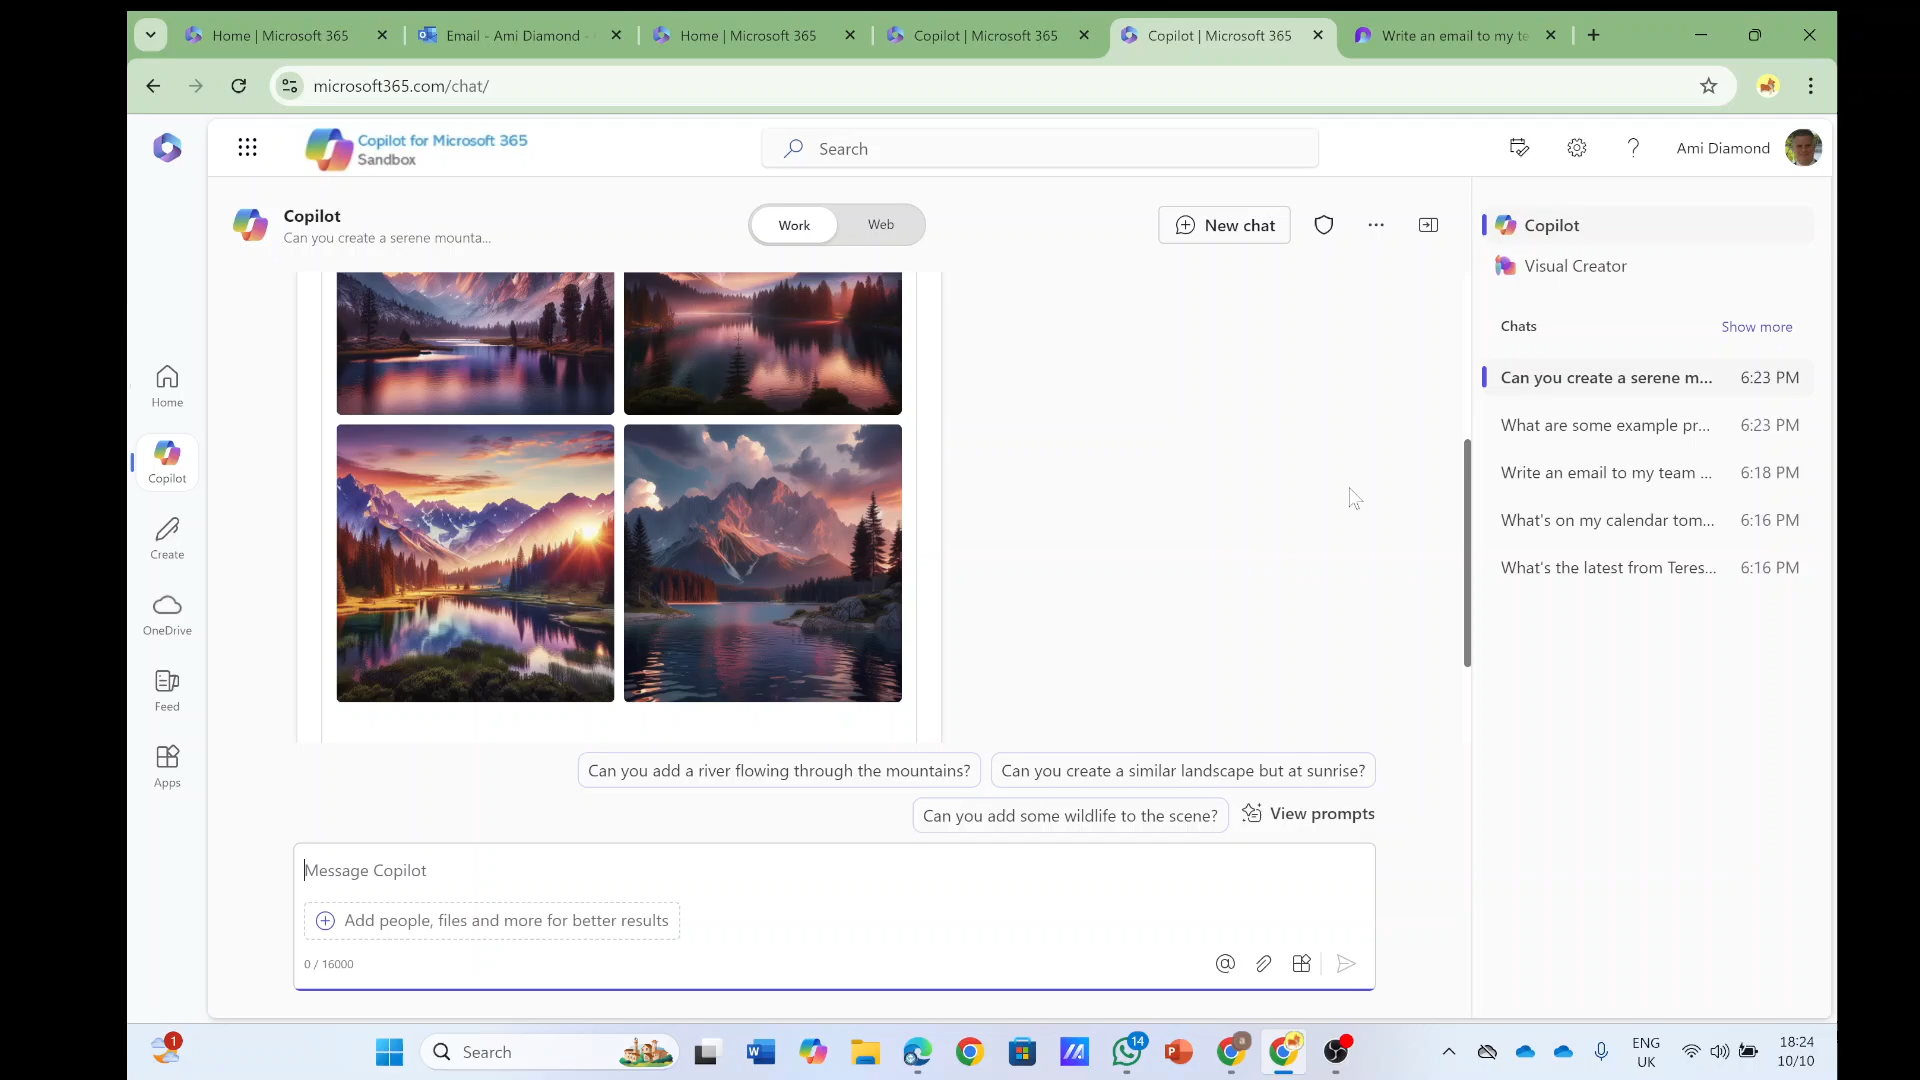 Home | Microsoft 365
Email - Ami Diamond -
Home | Microsoft 365
Copilot | Microsoft 365
Copilot | Microsoft 365
Write an email to my te
microsoft365.com/chat/
Copilot for Microsoft 365
Sandbox
Search
Ami Diamond
Copilot
Can you create a serene mounta...
Work
Web
New chat
Copilot
Visual Creator
Chats
Show more
Can you create a serene m... 6:23 PM
What are some example pr... 6:23 PM
Write an email to my team ... 6:18 PM
What's on my calendar tom... 6:16 PM
What's the latest from Teres... 6:16 PM
Home
Copilot
Create
OneDrive
Feed
Apps
Can you add a river flowing through the mountains?
Can you create a similar landscape but at sunrise?
Can you add some wildlife to the scene?
View prompts
Message Copilot
Add people, files and more for better results
0 / 16000
1
Search
14
a
ENG
UK
18:24
10/10